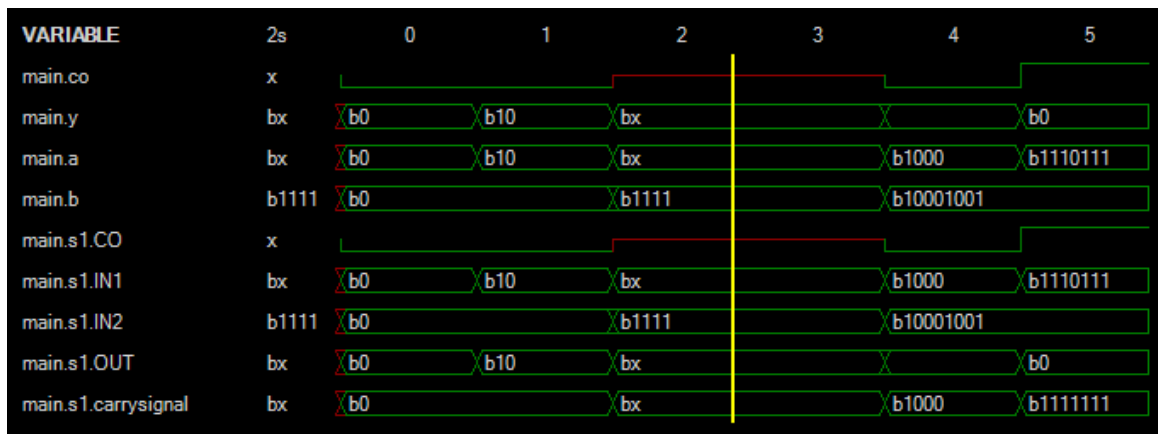 VARIABLE 2s 0 1 2 3 4 5
main.co x
main.y bx b0 b10 bx b0
main.a bx b0 b10 bx b1000 b1110111
main.b b1111 b0 b1111 b10001001
main.s1.CO x
main.s1.IN1 bx b0 b10 bx b1000 b1110111
main.s1.IN2 b1111 b0 b1111 b10001001
main.s1.OUT bx b0 b10 bx b0
main.s1.carrysignal bx b0 bx b1000 b1111111